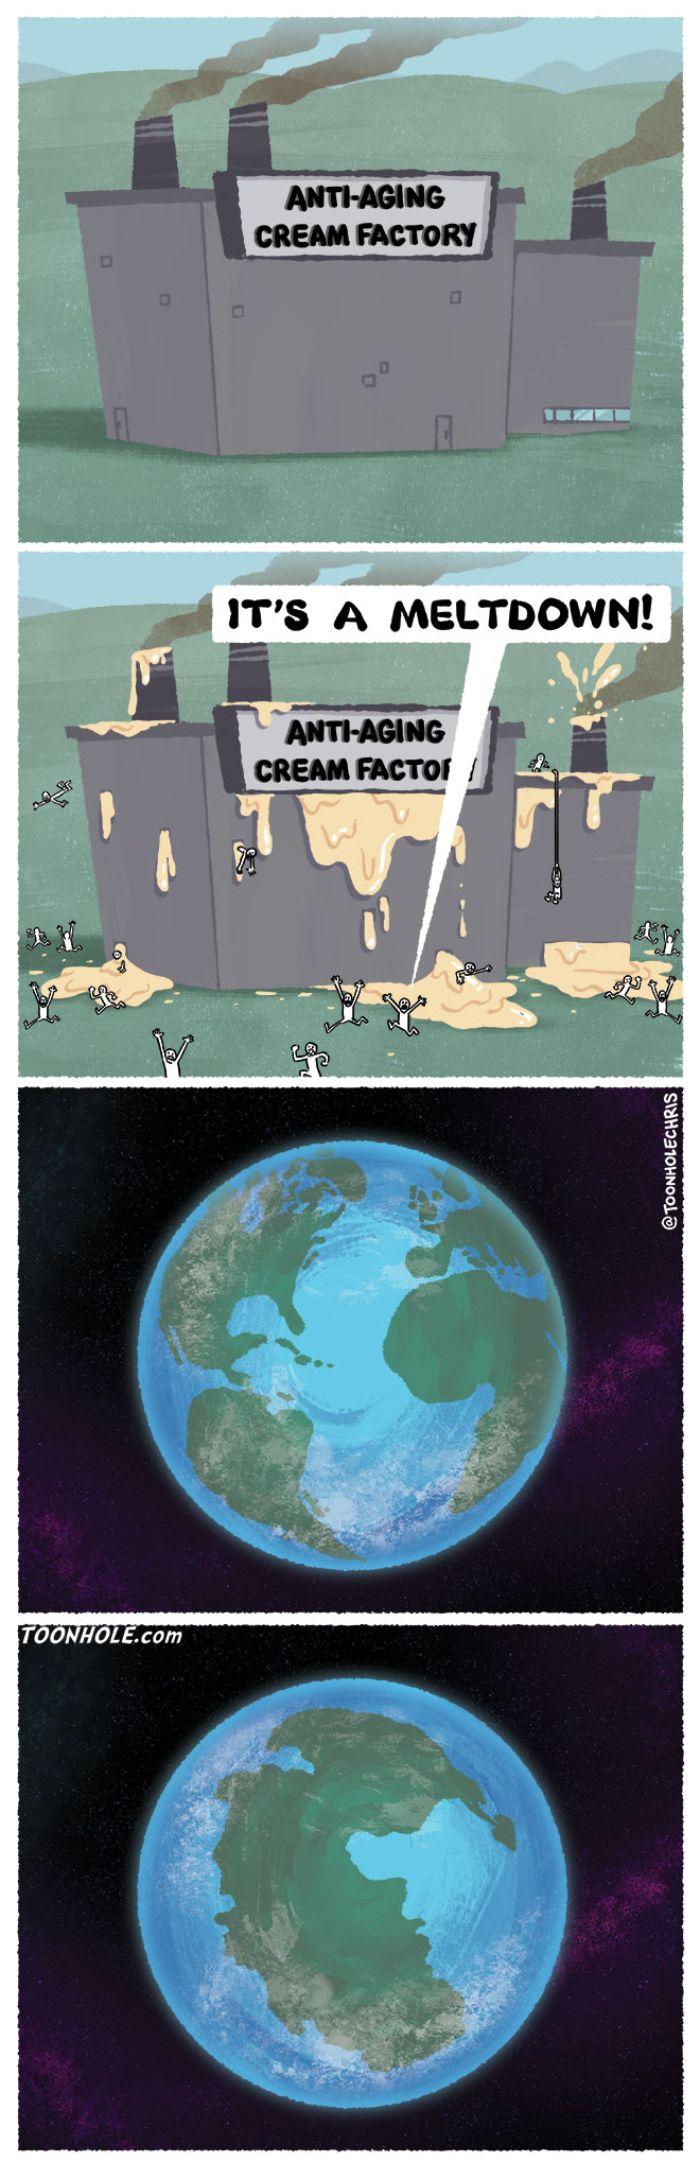 ANTI-AGING
CREAM FACTORY
IT'S A MELTDOWN!
ANTI-AGING
CREAM FACTO
@TOONHOLECHRIS
TOONHOLE.com